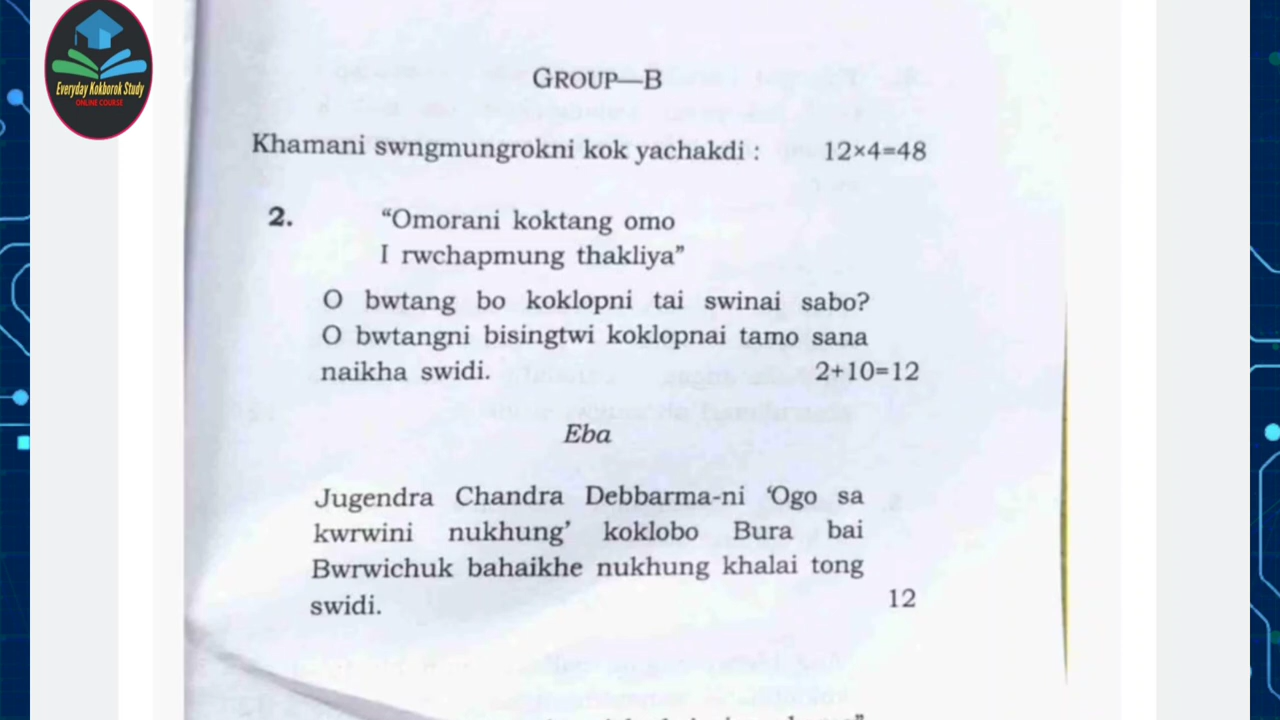 Everyday Kokborok Study
ONLINE COURSE
GROUP—B
Khamani swngmungrokni kok yachakdi : 12×4=48
2. “Omorani koktang omo
I rwchapmung thakliya”
O bwtang bo koklopni tai swinai sabo?
O bwtangni bisingtwi koklopnai tamo sana
naikha swidi. 2+10=12
Eba
Jugendra Chandra Debbarma-ni ‘Ogo sa
kwrwini nukhung’ koklobo Bura bai
Bwrwichuk bahaikhe nukhung khalai tong
swidi. 12